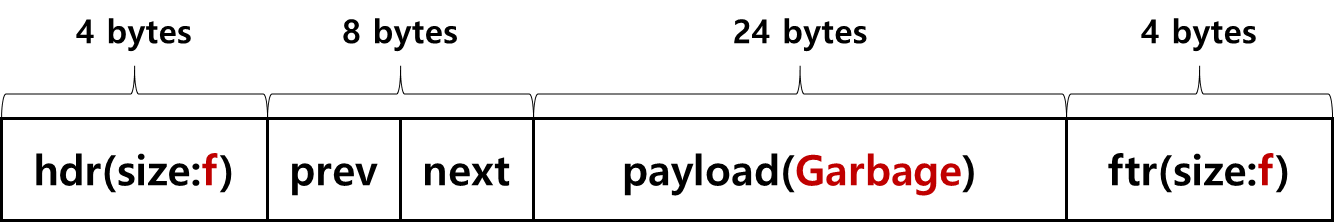 4 bytes 8 bytes 24 bytes 4 bytes
hdr(size:f) prev next payload(Garbage) ftr(size:f)